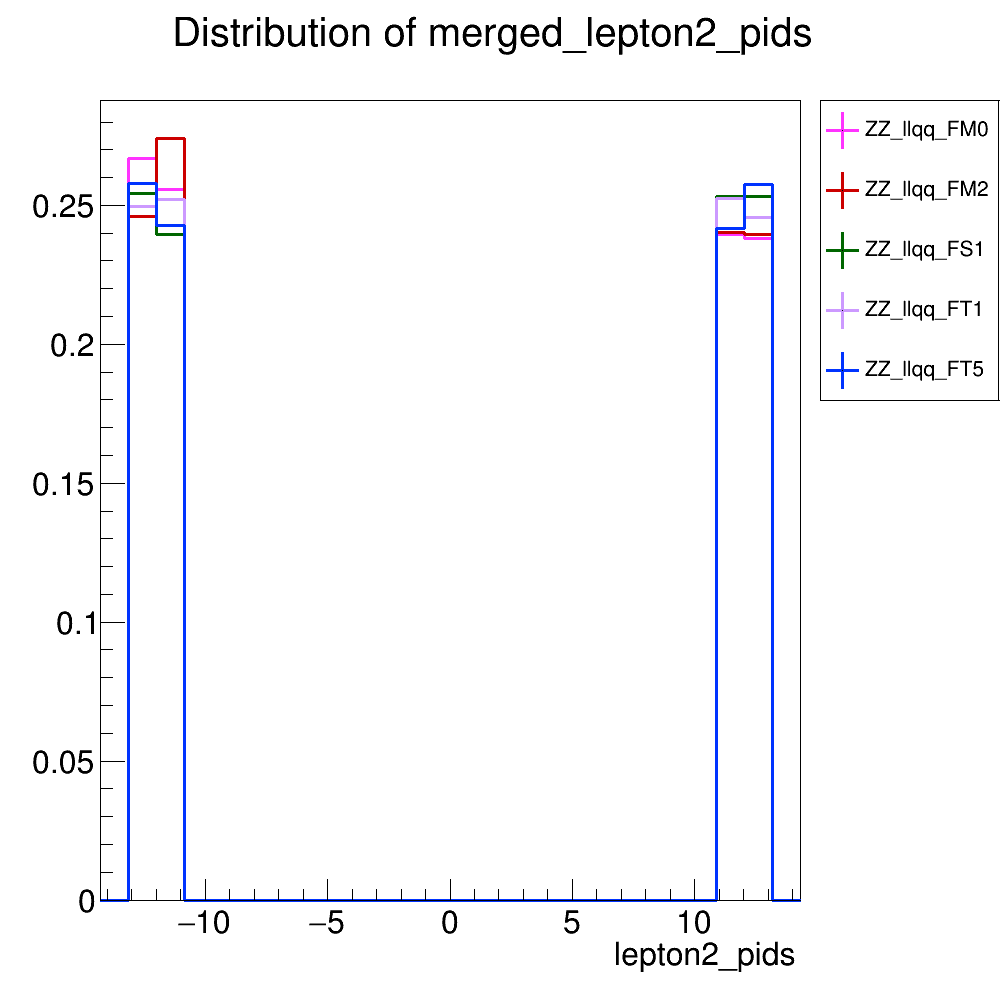 Distribution of merged_lepton2_pids
0.25
0.2
0.15
0.1
0.05
0
−10 −5 0 5 10
lepton2_pids
ZZ_llqq_FM0
ZZ_llqq_FM2
ZZ_llqq_FS1
ZZ_llqq_FT1
ZZ_llqq_FT5